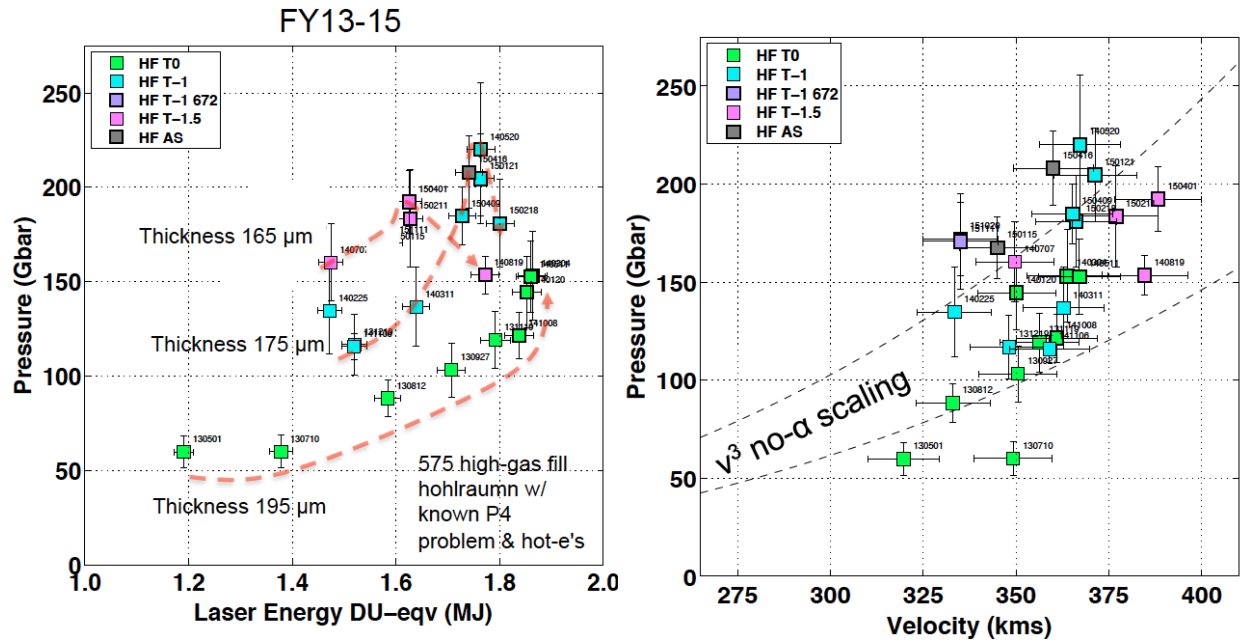 FY13-15
HF T0
HF T−1
HF T−1 672
HF T−1.5
HF AS
250
200
150
100
50
0
Pressure (Gbar)
140520
150416
150121
150401
150211
150409
150218
150115
Thickness 165 µm
140707
140819
140120
140225
140311
Thickness 175 µm
141008
130927
130812
130501
130710
Thickness 195 µm
575 high-gas fill
hohlraumn w/
known P4
problem & hot-e's
1.0
1.2
1.4
1.6
1.8
2.0
Laser Energy DU−eqv (MJ)
HF T0
HF T−1
HF T−1 672
HF T−1.5
HF AS
250
200
150
100
50
0
Pressure (Gbar)
140520
150416
150121
150401
150409
150218
150115
140707
140819
140120
140225
140311
131219
141008
130927
130812
130501
130710
v³ no-α scaling
275
300
325
350
375
400
Velocity (kms)